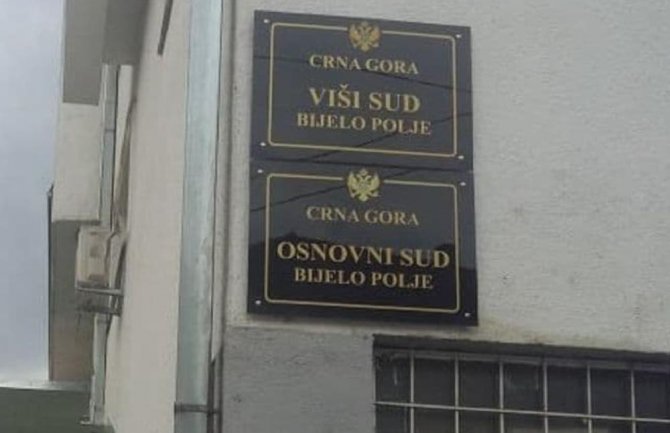 CRNA GORA
VIŠI SUD
BIJELO POLJE
CRNA GORA
OSNOVNI SUD
BIJELO POLJE